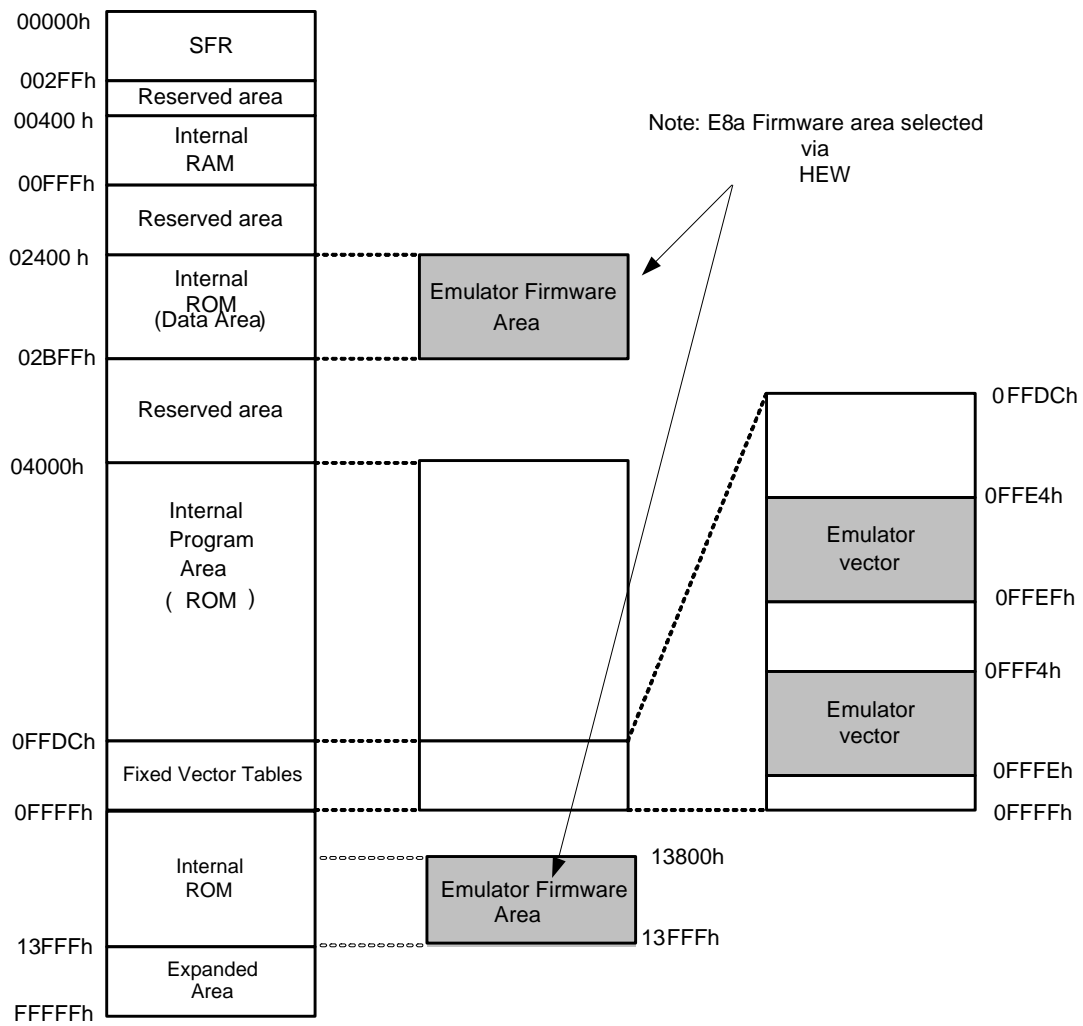 00000h
SFR
002FFh
Reserved area
00400 h
Internal
RAM
00FFFh
Reserved area
02400 h
Internal
ROM
(Data Area)
02BFFh
Reserved area
04000h
Internal
Program
Area
( ROM )
0FFDCh
Fixed Vector Tables
0FFFFh
Internal
ROM
13FFFh
Expanded
Area
FFFFFh
Note: E8a Firmware area selected
via
HEW
Emulator Firmware
Area
Emulator Firmware
Area
13800h
13FFFh
0FFDCh
0FFE4h
Emulator
vector
0FFEFh
0FFF4h
Emulator
vector
0FFFEh
0FFFFh